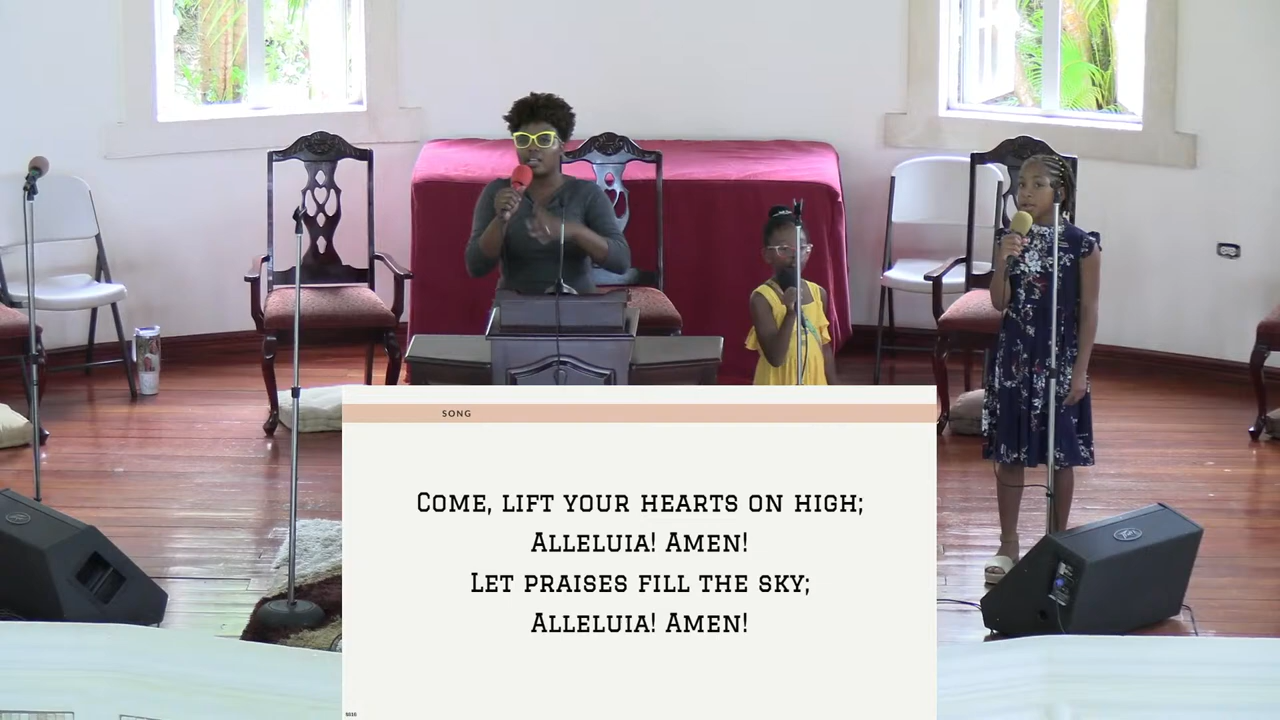 SONG
Come, lift your hearts on high;
Alleluia! Amen!
Let praises fill the sky;
Alleluia! Amen!